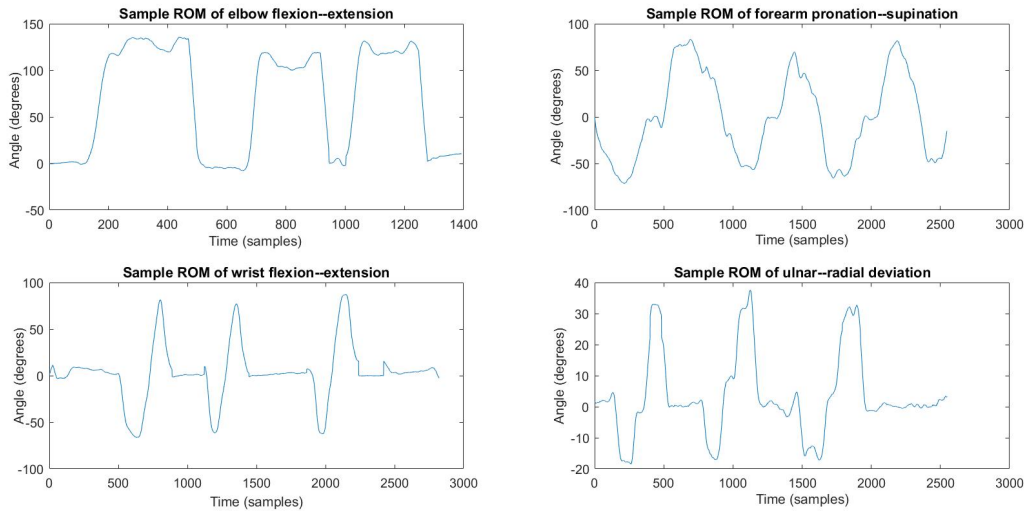 Sample ROM of elbow flexion--extension
150
100
50
0
-50
Angle (degrees)
0 200 400 600 800 1000 1200 1400
Time (samples)
Sample ROM of forearm pronation--supination
100
50
0
-50
-100
Angle (degrees)
0 500 1000 1500 2000 2500 3000
Time (samples)
Sample ROM of wrist flexion--extension
100
50
0
-50
-100
Angle (degrees)
0 500 1000 1500 2000 2500 3000
Time (samples)
Sample ROM of ulnar--radial deviation
40
30
20
10
0
-10
-20
Angle (degrees)
0 500 1000 1500 2000 2500 3000
Time (samples)